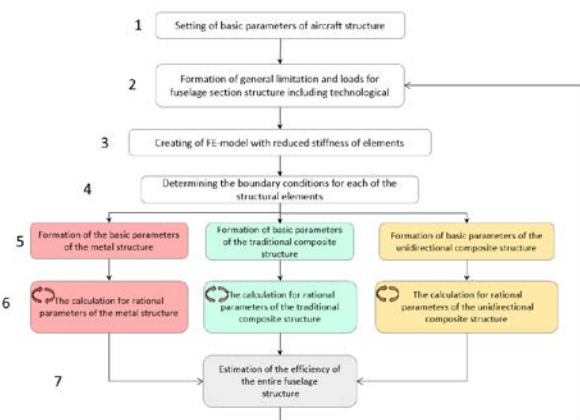 1
Setting of basic parameters of aircraft structure
2
Formation of general limitation and loads for
fuselage section structure including technological
3
Creating of FE-model with reduced stiffness of elements
4
Determining the boundary conditions for each of the
structural elements
5
Formation of the basic parameters
of the metal structure
Formation of basic parameters
of the traditional composite
structure
Formation of basic parameters of the
unidirectional composite structure
6
The calculation for rational
parameters of the metal structure
The calculation for rational
parameters of the traditional
composite structure
The calculation for rational
parameters of the unidirectional
composite structure
7
Estimation of the efficiency of
the entire fuselage
structure